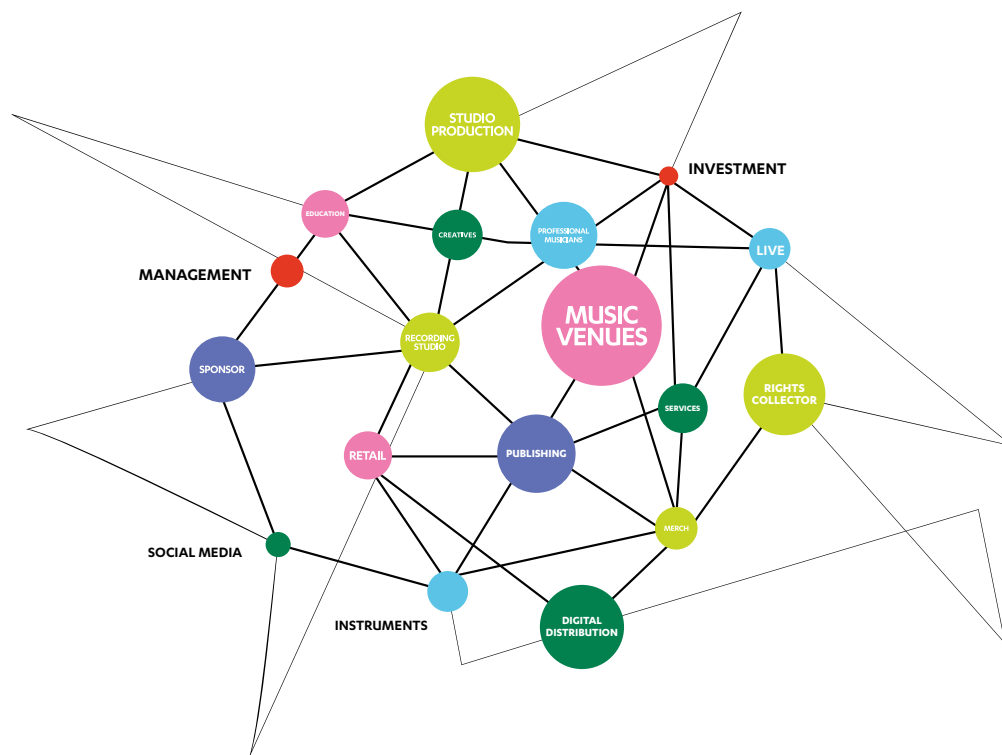 STUDIO
PRODUCTION
INVESTMENT
EDUCATION
CREATIVES
PROFESSIONAL
MUSICIANS
LIVE
MANAGEMENT
MUSIC
VENUES
RECORDING
STUDIO
SPONSOR
RIGHTS
COLLECTOR
SERVICES
RETAIL
PUBLISHING
MERCH
SOCIAL MEDIA
INSTRUMENTS
DIGITAL
DISTRIBUTION